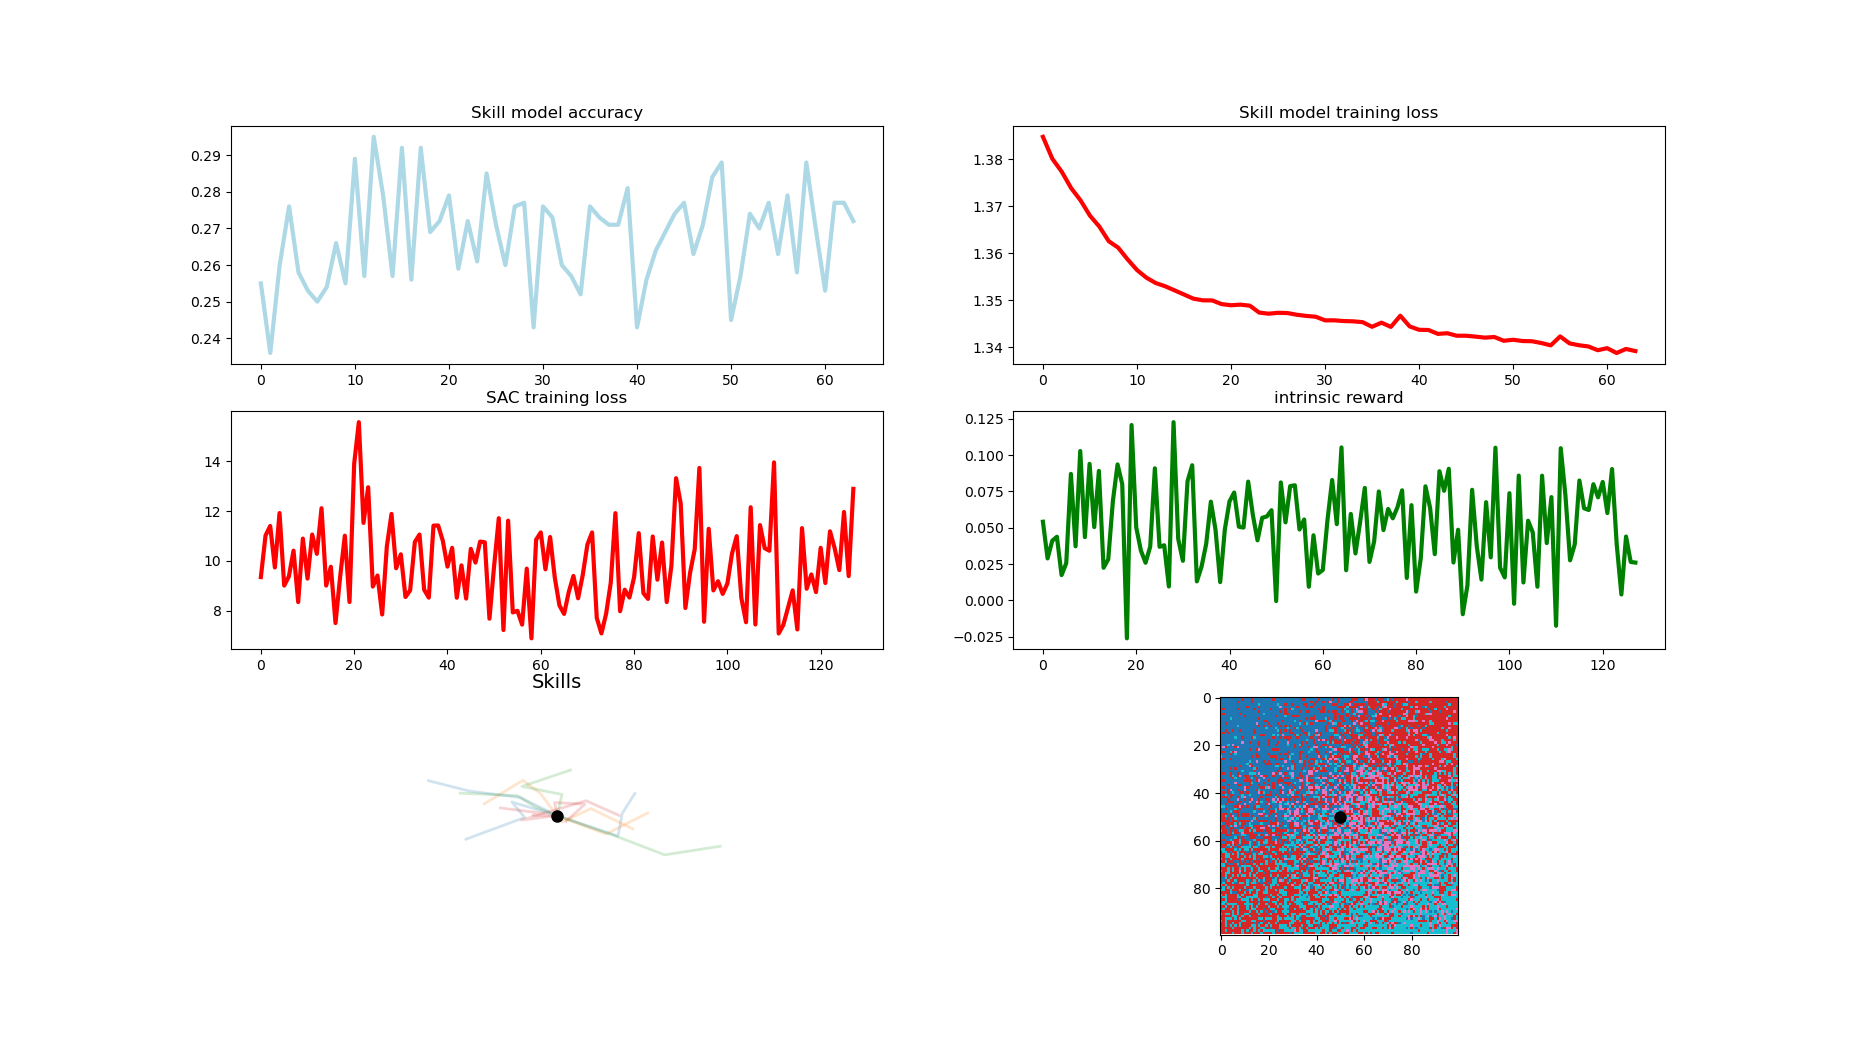 Skill model accuracy
0.29
0.28
0.27
0.26
0.25
0.24
0 10 20 30 40 50 60
Skill model training loss
1.38
1.37
1.36
1.35
1.34
0 10 20 30 40 50 60
SAC training loss
14
12
10
8
0 20 40 60 80 100 120
intrinsic reward
0.125
0.100
0.075
0.050
0.025
0.000
−0.025
0 20 40 60 80 100 120
Skills
0
20
40
60
80
0 20 40 60 80